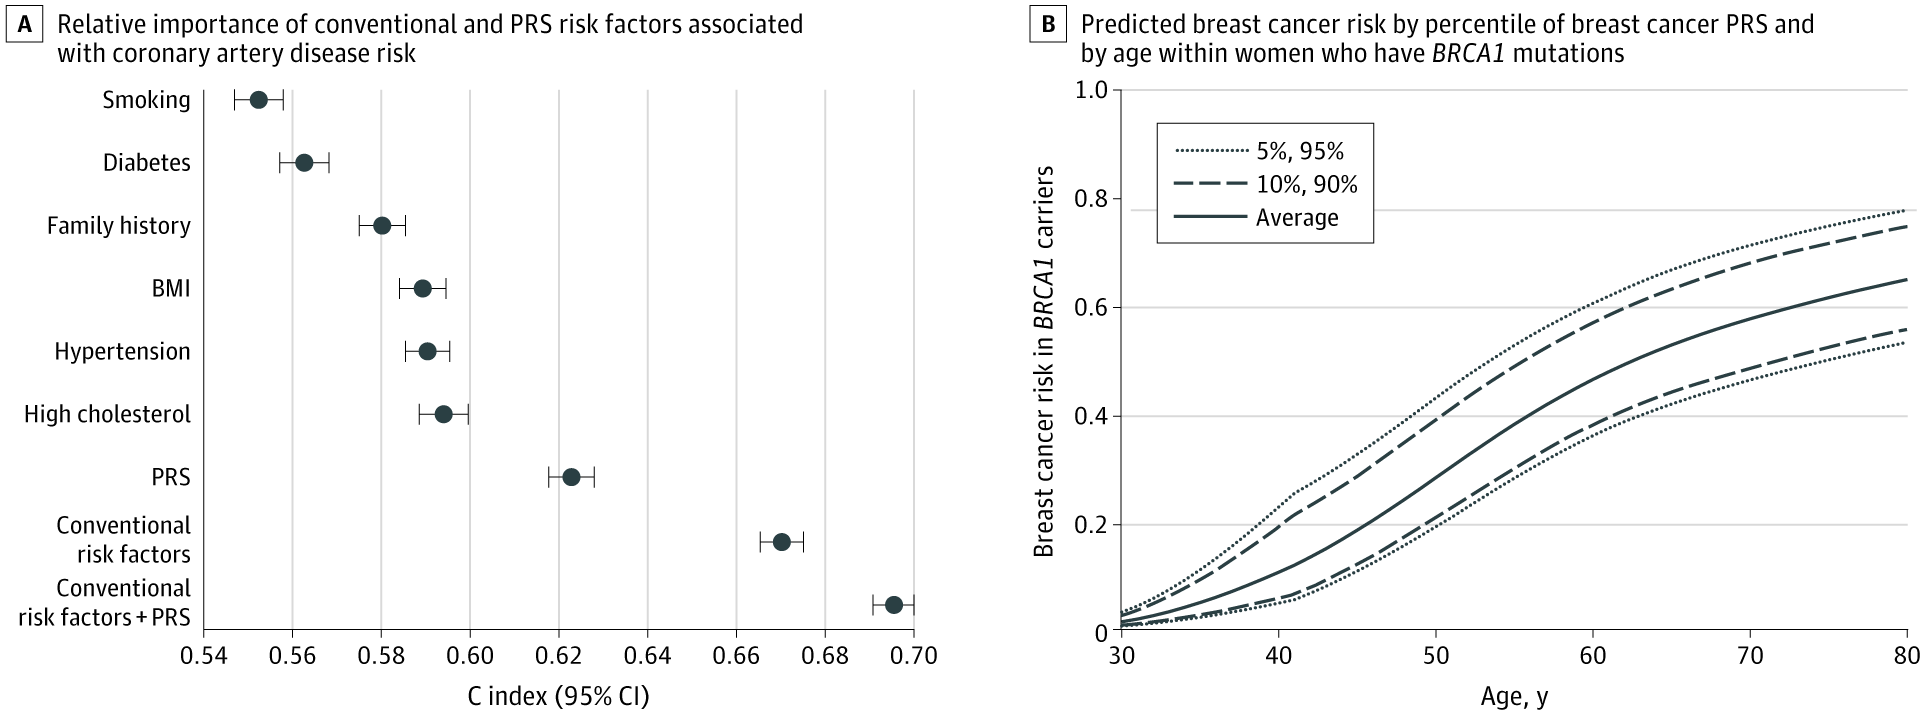 A
Relative importance of conventional and PRS risk factors associated
with coronary artery disease risk
Smoking
Diabetes
Family history
BMI
Hypertension
High cholesterol
PRS
Conventional
risk factors
Conventional
risk factors + PRS
0.54
0.56
0.58
0.60
0.62
0.64
0.66
0.68
0.70
C index (95% CI)
B
Predicted breast cancer risk by percentile of breast cancer PRS and
by age within women who have BRCA1 mutations
Breast cancer risk in BRCA1 carriers
1.0
0.8
0.6
0.4
0.2
0
5%, 95%
10%, 90%
Average
30
40
50
60
70
80
Age, y